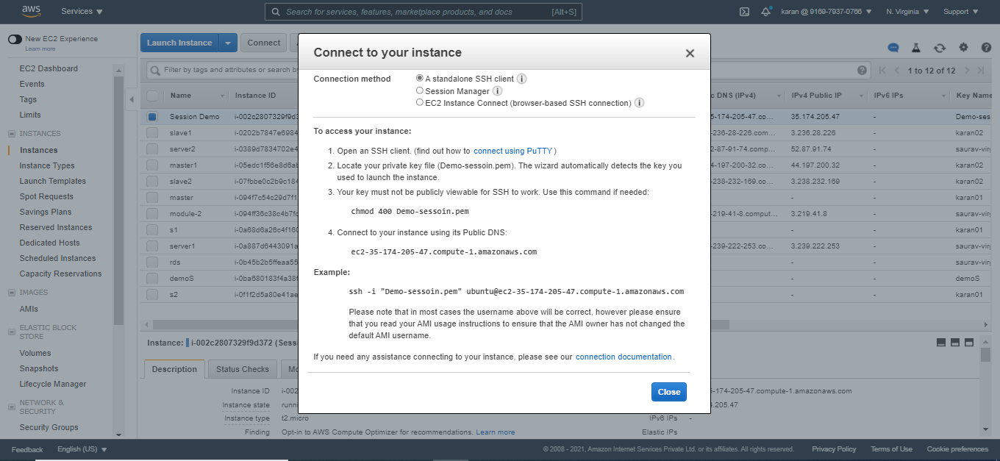 aws
Services
Search for services, features, marketplace products, and docs [Alt+S]
karan @ 9169-7937-0766
N. Virginia
Support
New EC2 Experience
Learn more
EC2 Dashboard
Events
Tags
Limits
INSTANCES
Instances
Instance Types
Launch Templates
Spot Requests
Savings Plans
Reserved Instances
Dedicated Hosts
Scheduled Instances
Capacity Reservations
IMAGES
AMIs
ELASTIC BLOCK
STORE
Volumes
Snapshots
Lifecycle Manager
NETWORK &
SECURITY
Security Groups
Launch Instance
Connect
Filter by tags and attributes or search b
1 to 12 of 12
Name Instance ID DNS (IPv4) IPv4 Public IP IPv6 IPs Key Name
Session Demo i-002c2807329f9d3 5-174-205-47.co... 35.174.205.47 - Demo-ses
slave1 i-0202b7847e6984 -236-28-226.com... 3.236.28.226 - karan02
server2 i-0389d7834702e4 2-87-91-74.comp... 52.87.91.74 - saurav-vir
master1 i-05edc1f56e8d6a 4-197-200-32.co... 44.197.200.32 - karan02
slave2 i-07fbbe0c2b9c184 -238-232-169.co... 3.238.232.169 - karan02
master i-094f7c54c29d7f1 - - karan01
module-2 i-094ff36c38c4b7f -219-41-8.comput... 3.219.41.8 - saurav-vir
s1 i-0a68d6a26c4f16 - - karan01
server1 i-0a887d6443091a -239-222-253.co... 3.239.222.253 - saurav-vir
rds i-0b45b2b5ffeaa55 - - saurav-vir
demoS i-0ba680183f4a38 - - demoS
s2 i-0f1f2d5a80e41ae - - karan01
Connect to your instance
Connection method
A standalone SSH client
Session Manager
EC2 Instance Connect (browser-based SSH connection)
To access your instance:
1. Open an SSH client. (find out how to connect using PuTTY)
2. Locate your private key file (Demo-sessoin.pem). The wizard automatically detects the key you
used to launch the instance.
3. Your key must not be publicly viewable for SSH to work. Use this command if needed:
chmod 400 Demo-sessoin.pem
4. Connect to your instance using its Public DNS:
ec2-35-174-205-47.compute-1.amazonaws.com
Example:
ssh -i "Demo-sessoin.pem" ubuntu@ec2-35-174-205-47.compute-1.amazonaws.com
Please note that in most cases the username above will be correct, however please ensure
that you read your AMI usage instructions to ensure that the AMI owner has not changed the
default AMI username.
If you need any assistance connecting to your instance, please see our connection documentation.
Close
Instance: i-002c2807329f9d372 (Sess
Description
Status Checks
Mo
Instance ID i-002 5-174-205-47.compute-1.amazonaws.com
Instance state runni .205.47
Instance type t2.micro IPv6 IPs -
Finding Opt-in to AWS Compute Optimizer for recommendations. Learn more Elastic IPs
Feedback
English (US)
© 2008 - 2021, Amazon Internet Services Private Ltd. or its affiliates. All rights reserved.
Privacy Policy
Terms of Use
Cookie preferences